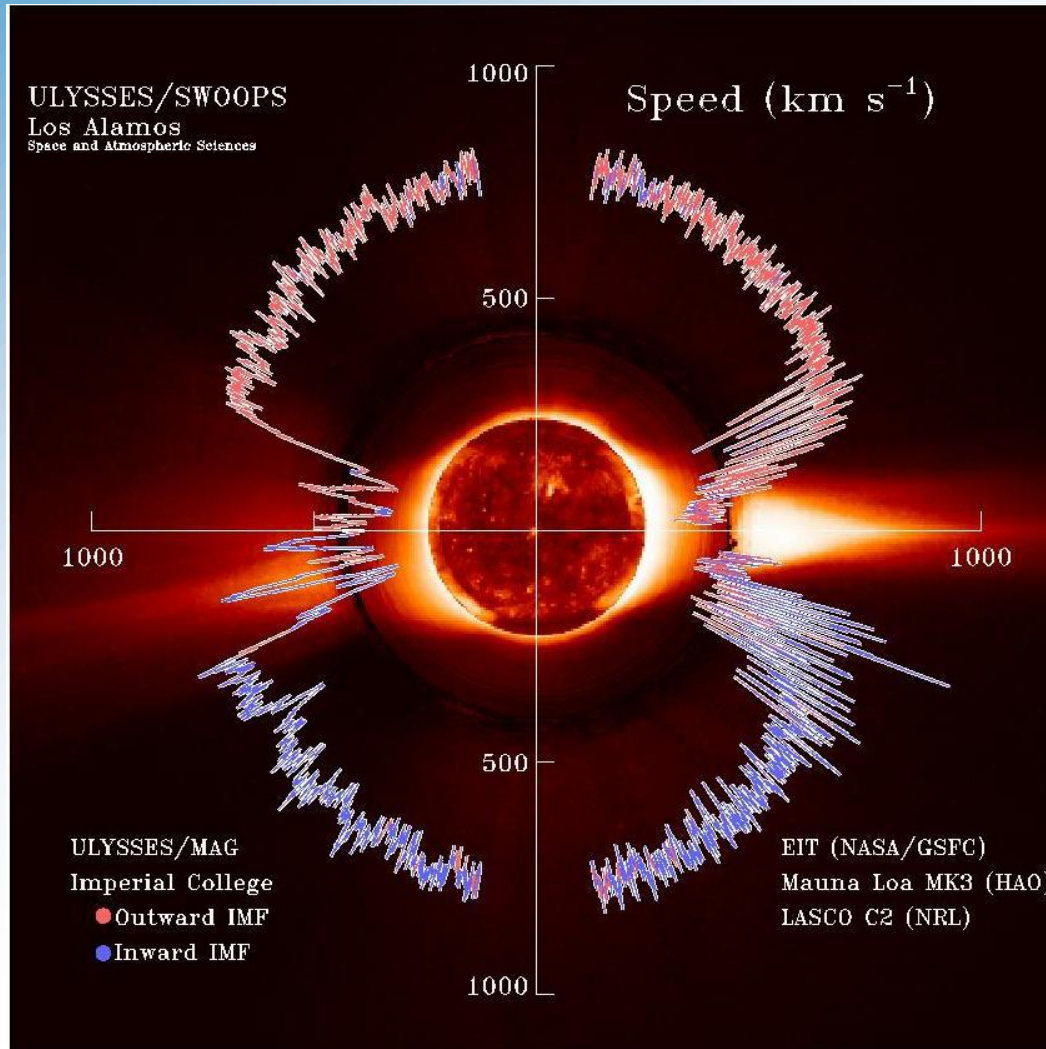 ULYSSES/SWOOPS
Los Alamos
Space and Atmospheric Sciences
Speed (km s⁻¹)
1000
500
1000
1000
500
1000
ULYSSES/MAG
Imperial College
Outward IMF
Inward IMF
EIT (NASA/GSFC)
Mauna Loa MK3 (HAO)
LASCO C2 (NRL)